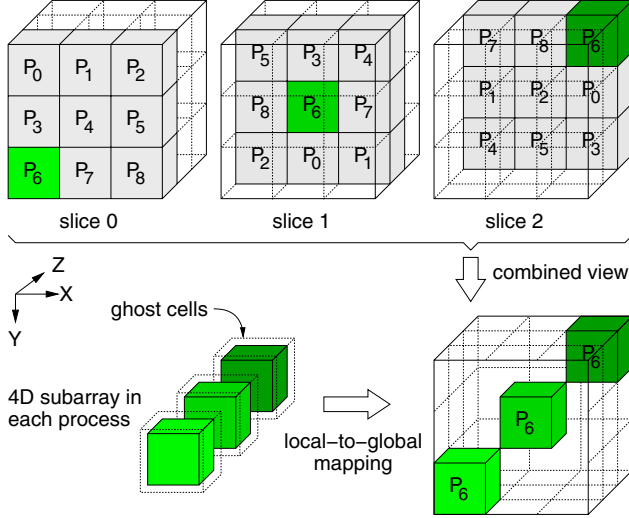 P0 P1 P2
P3 P4 P5
P6 P7 P8
slice 0
P5 P3 P4
P8 P6 P7
P2 P0 P1
slice 1
P7 P8 P6
P1 P2 P0
P4 P5 P3
slice 2
combined view
Z
X
Y
ghost cells
4D subarray in
each process
local-to-global
mapping
P6
P6
P6